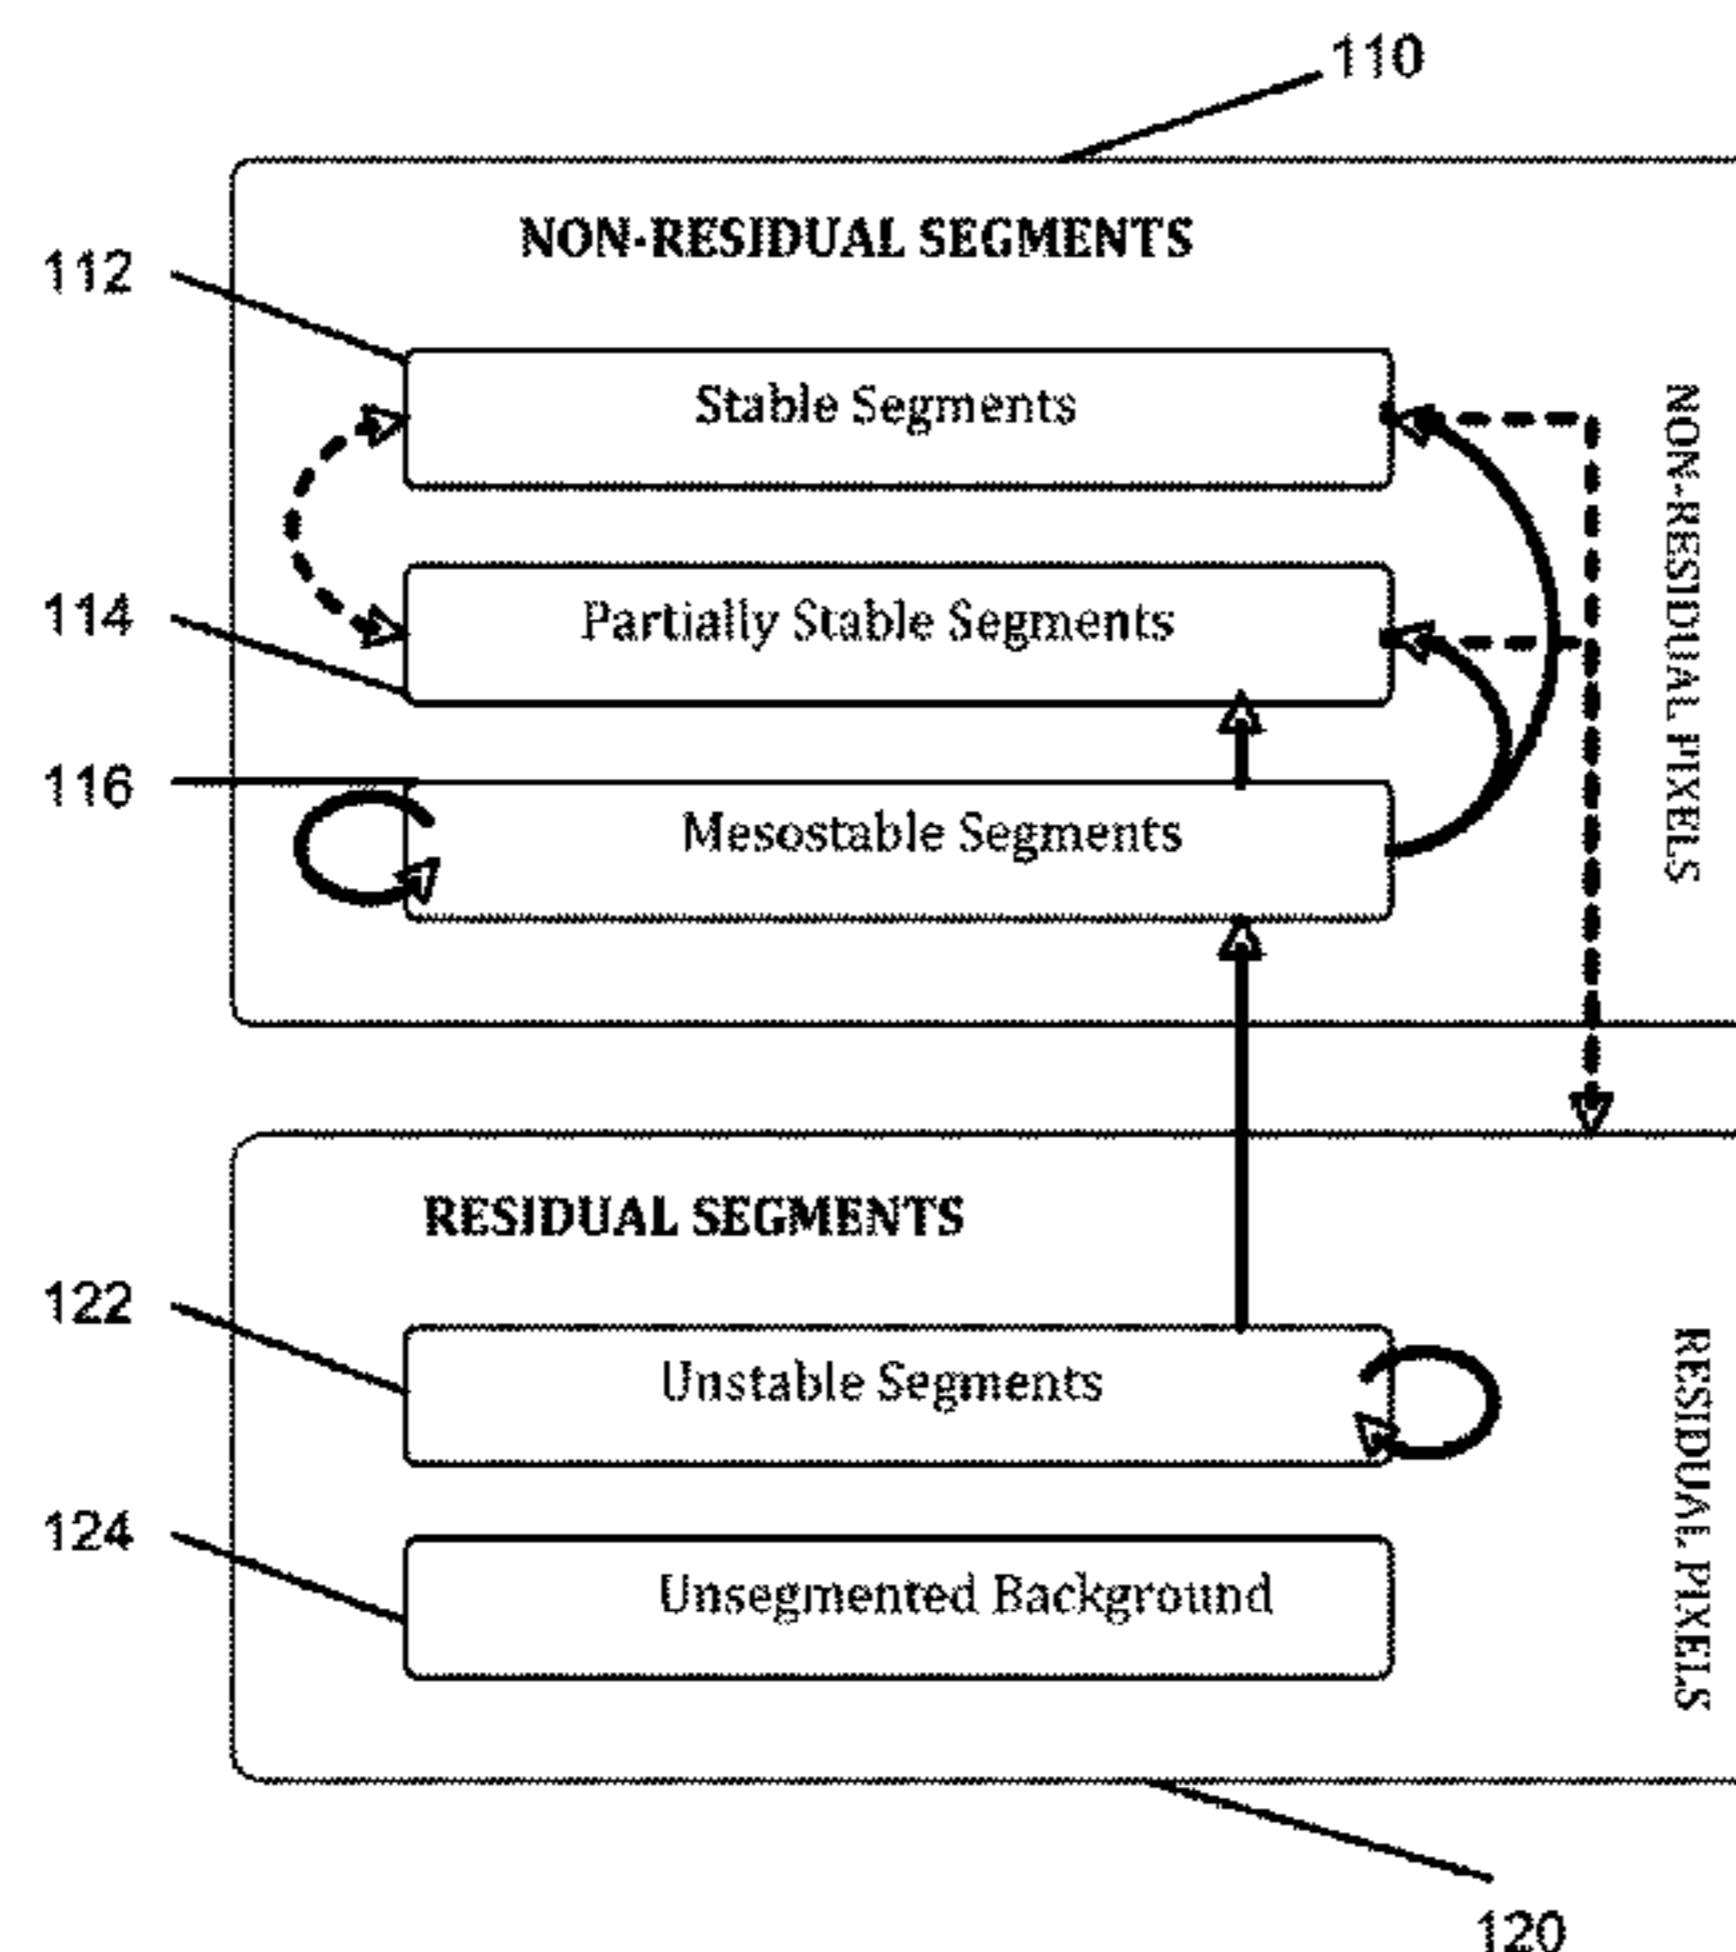 110
NON-RESIDUAL SEGMENTS
112
Stable Segments
NON-RESIDUAL PIXELS
114
Partially Stable Segments
116
Mesostable Segments
RESIDUAL SEGMENTS
122
Unstable Segments
RESIDUAL PIXELS
124
Unsegmented Background
120